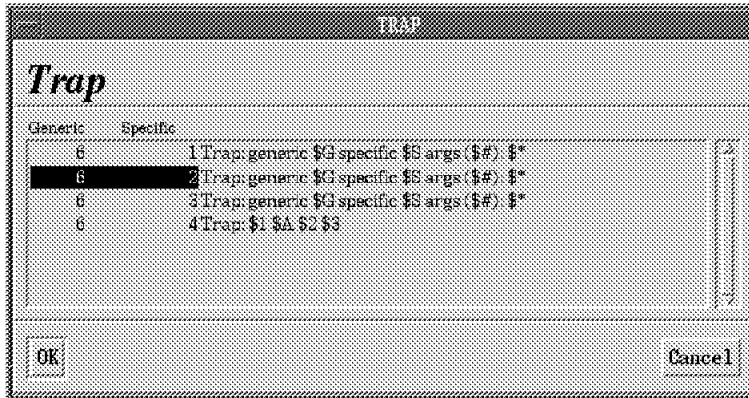 TRAP
Trap
Generic Specific
6 1 Trap: generic $G specific $S args ($#): $*
6 2 Trap: generic $G specific $S args ($#): $*
6 3 Trap: generic $G specific $S args ($#): $*
6 4 Trap: $1 $A $2 $3
OK Cancel